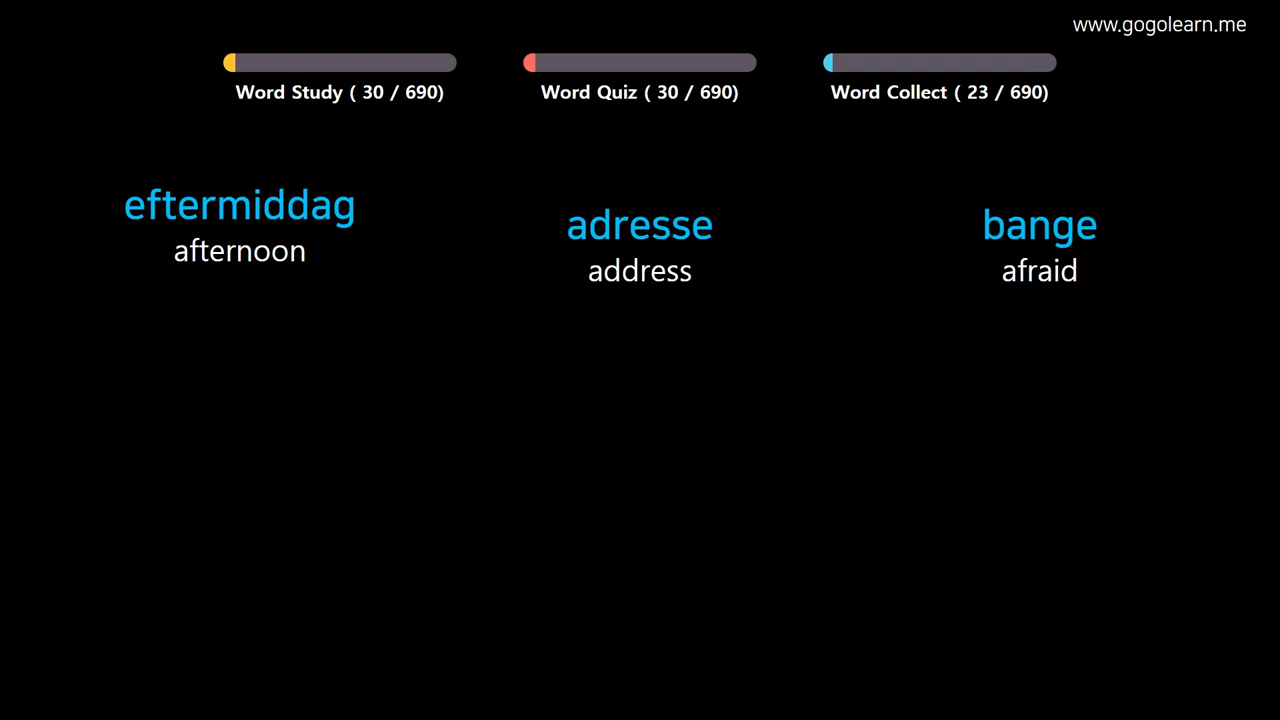 www.gogolearn.me
Word Study ( 30 / 690)
Word Quiz ( 30 / 690)
Word Collect ( 23 / 690)
eftermiddag
afternoon
adresse
address
bange
afraid